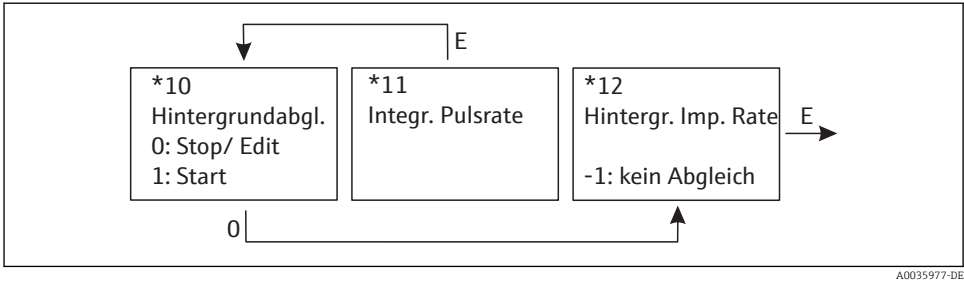 E
*10
Hintergrundabgl.
0: Stop/ Edit
1: Start
*11
Integr. Pulsrate
*12
Hintergr. Imp. Rate
-1: kein Abgleich
E
0
A0035977-DE